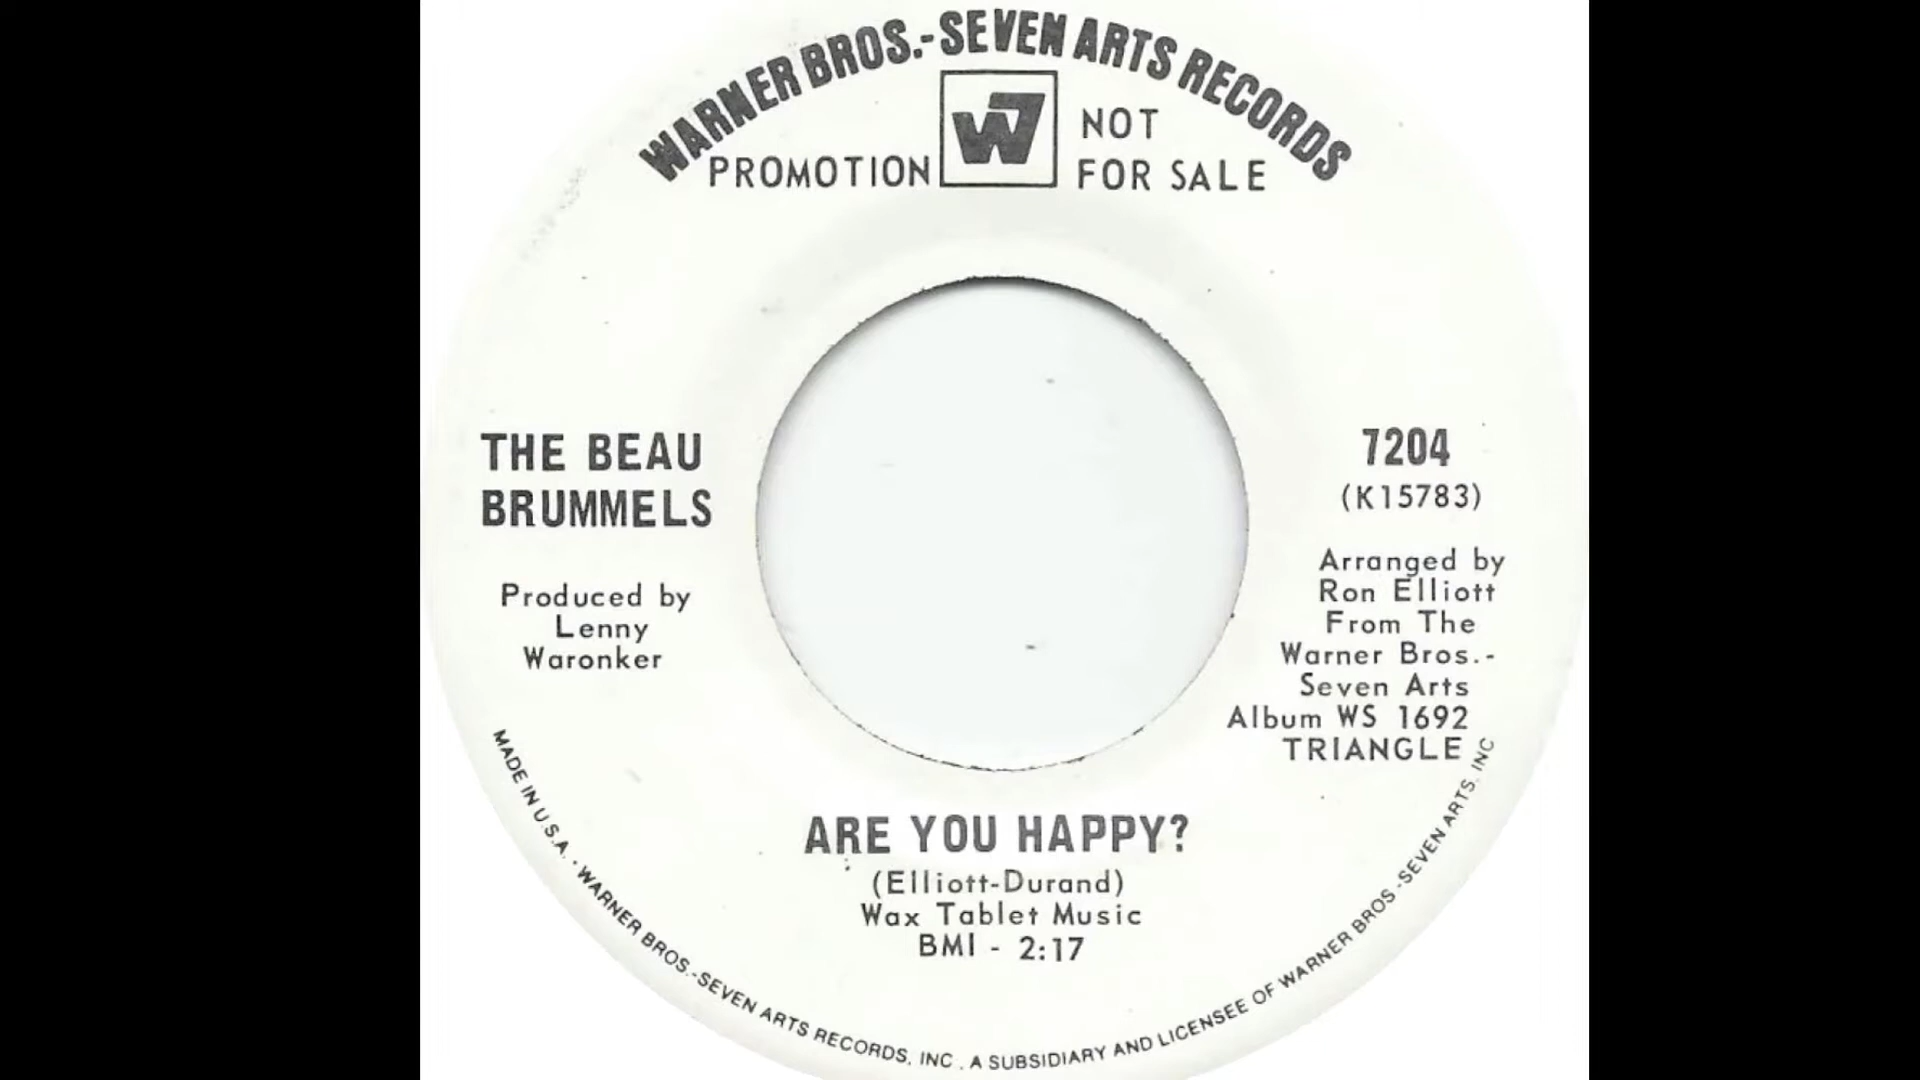 WARNER BROS.-SEVEN ARTS RECORDS
PROMOTION
W7
NOT
FOR SALE
THE BEAU
BRUMMELS
Produced by
Lenny
Waronker
7204
(K15783)
Arranged by
Ron Elliott
From The
Warner Bros.-
Seven Arts
Album WS 1692
TRIANGLE
ARE YOU HAPPY?
(Elliott-Durand)
Wax Tablet Music
BMI - 2:17
MADE IN U.S.A. · WARNER BROS.-SEVEN ARTS RECORDS, INC. A SUBSIDIARY AND LICENSEE OF WARNER BROS.-SEVEN ARTS, INC